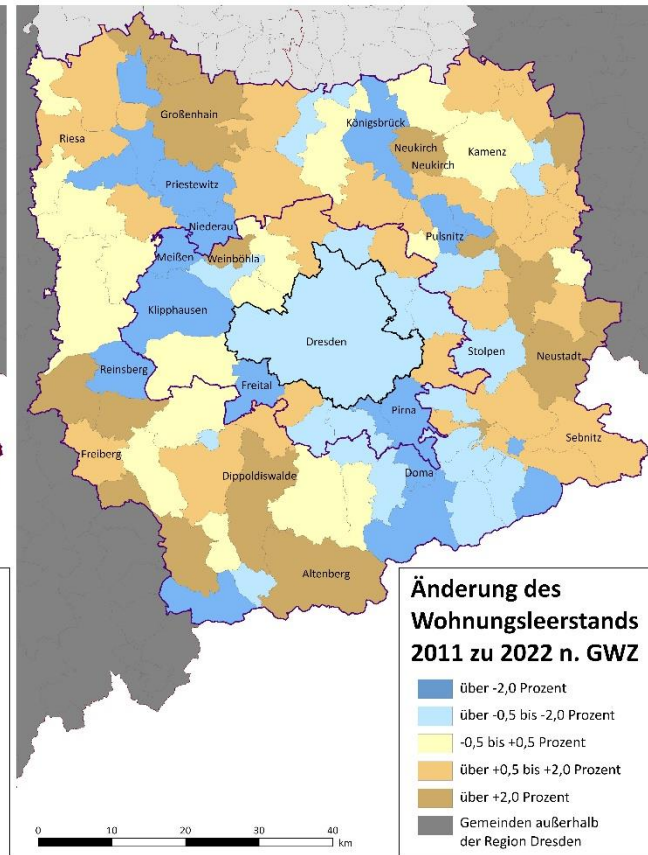 Großenhain
Riesa
Königsbrück
Neukirch
Neukirch
Kamenz
Priestewitz
Niederau
Pulsnitz
Meißen
Weinböhla
Klipphausen
Dresden
Stolpen
Neustadt
Reinsberg
Freital
Pirna
Sebnitz
Freiberg
Dippoldiswalde
Doma
Altenberg
Änderung des
Wohnungsleerstands
2011 zu 2022 n. GWZ
über -2,0 Prozent
über -0,5 bis -2,0 Prozent
-0,5 bis +0,5 Prozent
über +0,5 bis +2,0 Prozent
über +2,0 Prozent
Gemeinden außerhalb
der Region Dresden
0 10 20 30 40
km